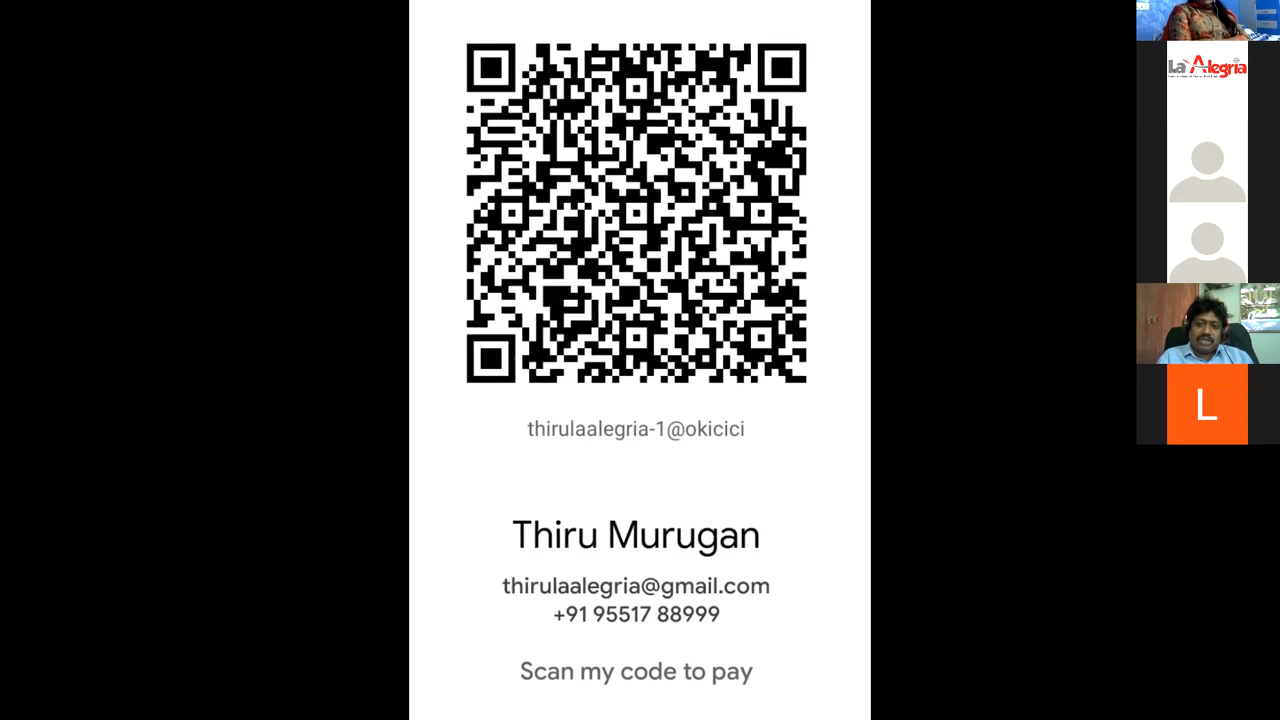 thirulaalegria-1@okicici
Thiru Murugan
thirulaalegria@gmail.com
+91 95517 88999
Scan my code to pay
La Alegria
L